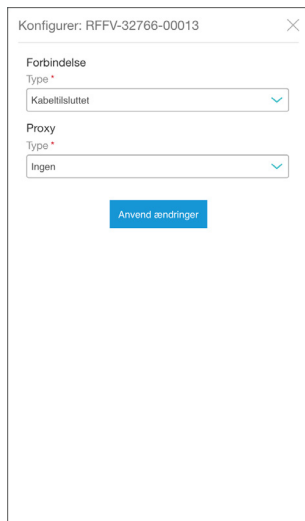 Konfigurer: RFFV-32766-00013
Forbindelse
Type *
Kabeltilsluttet
Proxy
Type *
Ingen
Anvend ændringer